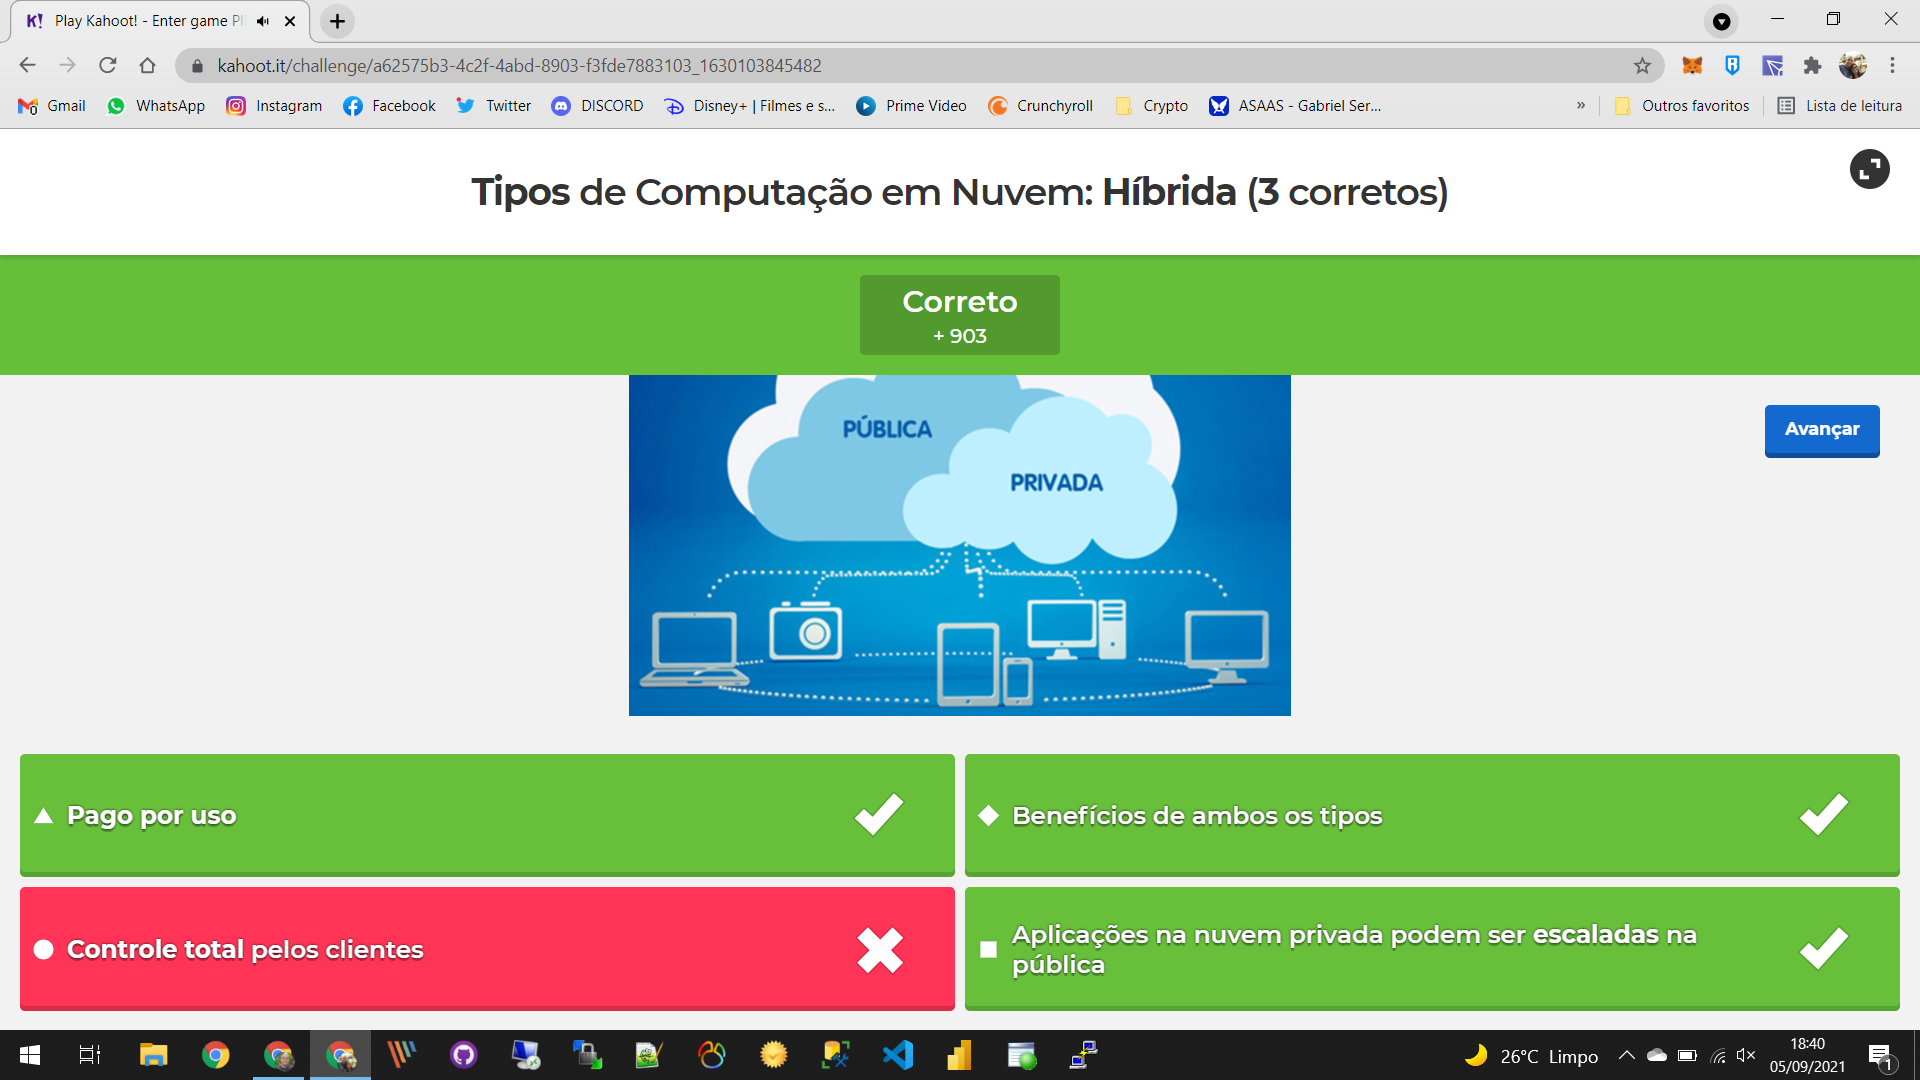 K! Play Kahoot! - Enter game P
kahoot.it/challenge/a62575b3-4c2f-4abd-8903-f3fde7883103_1630103845482
Gmail WhatsApp Instagram Facebook Twitter DISCORD Disney+ | Filmes e s... Prime Video Crunchyroll Crypto ASAAS - Gabriel Ser... » Outros favoritos Lista de leitura
Tipos de Computação em Nuvem: Híbrida (3 corretos)
Correto
+ 903
Avançar
PÚBLICA
PRIVADA
Pago por uso
Benefícios de ambos os tipos
Controle total pelos clientes
Aplicações na nuvem privada podem ser escaladas na
pública
26°C Limpo
18:40
05/09/2021
1